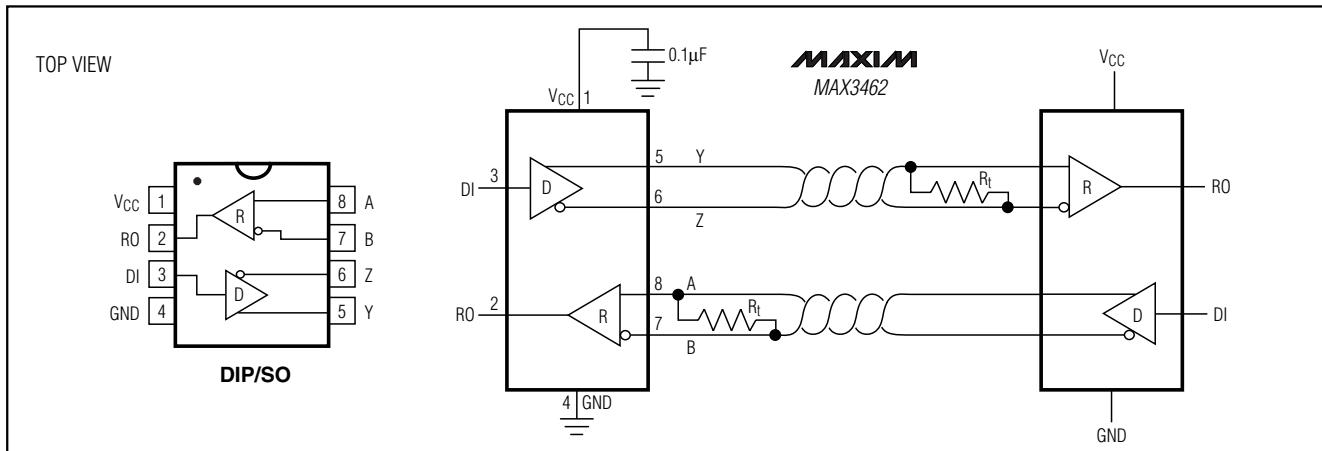 TOP VIEW
VCC 1
RO 2
DI 3
GND 4
8 A
7 B
6 Z
5 Y
R
D
DIP/SO
0.1µF
MAXIM
MAX3462
VCC 1
DI 3
D
5 Y
6
Z
Rt
RO 2
R
8 A
7
B
Rt
4 GND
VCC
R
RO
D
DI
GND